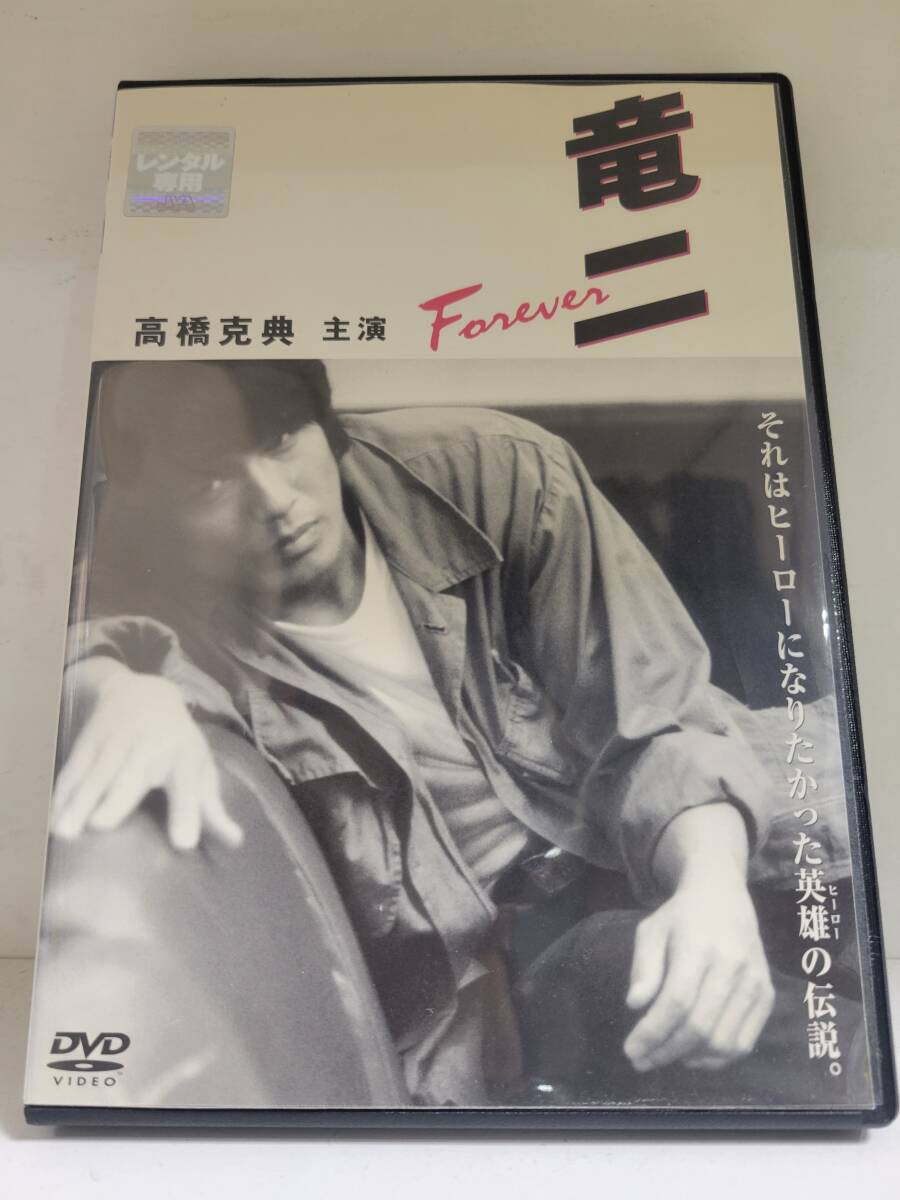 レンタル
専用
竜二
Forever
高橋克典 主演
それはヒーローになりたかった英雄の伝説。
ヒーロー
DVD
VIDEO